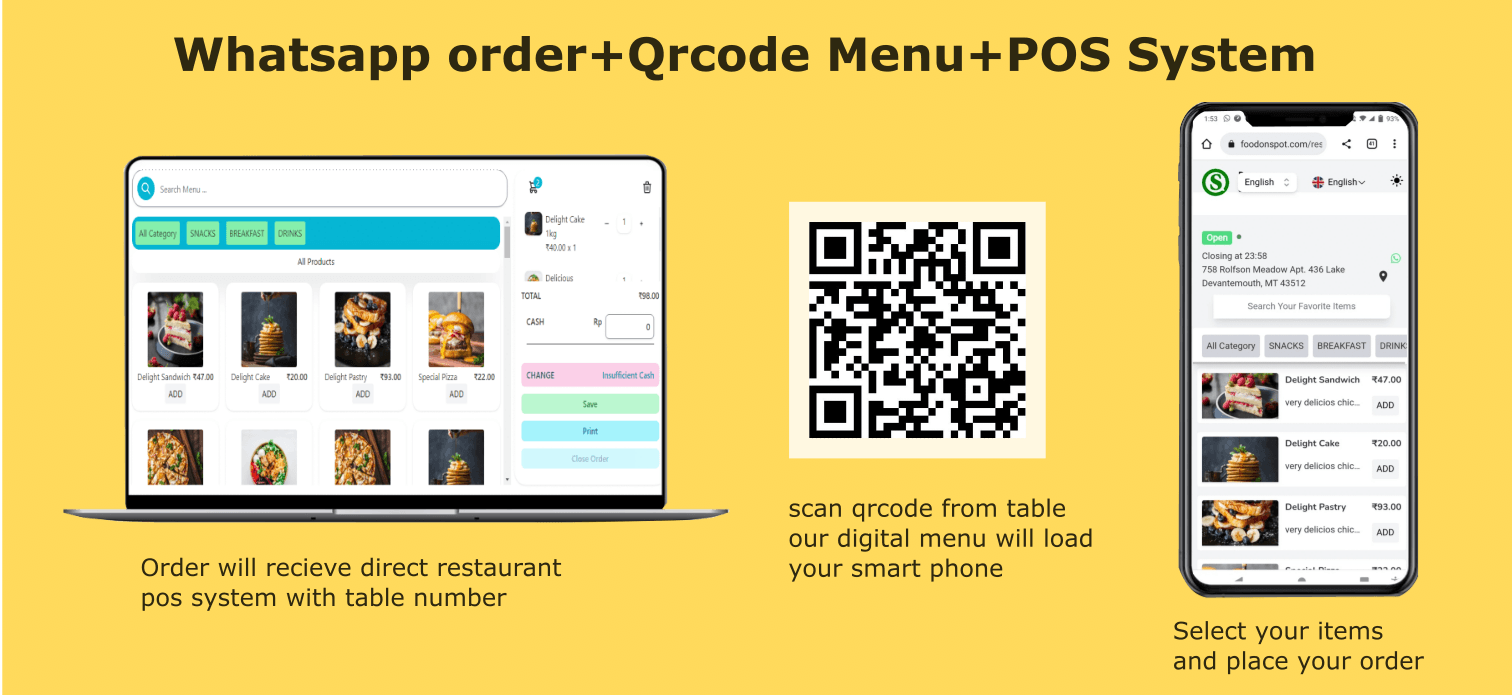 Whatsapp order+Qrcode Menu+POS System
Search Menu ...
2
All Category SNACKS BREAKFAST DRINKS
All Products
Delight Sandwich ₹47.00
ADD
Delight Cake ₹20.00
ADD
Delight Pastry ₹93.00
ADD
Special Pizza ₹22.00
ADD
Delight Cake
1kg
₹40.00 x 1
− 1 +
Delicious
TOTAL ₹98.00
CASH Rp 0
CHANGE Insufficient Cash
Save
Print
Close Order
Order will recieve direct restaurant
pos system with table number
scan qrcode from table
our digital menu will load
your smart phone
1:53 93%
foodonspot.com/res
41
S English English
Open
Closing at 23:58
758 Rolfson Meadow Apt. 436 Lake
Devantemouth, MT 43512
Search Your Favorite Items
All Category SNACKS BREAKFAST DRINK
Delight Sandwich ₹47.00
very delicios chic... ADD
Delight Cake ₹20.00
very delicios chic... ADD
Delight Pastry ₹93.00
very delicios chic... ADD
Select your items
and place your order